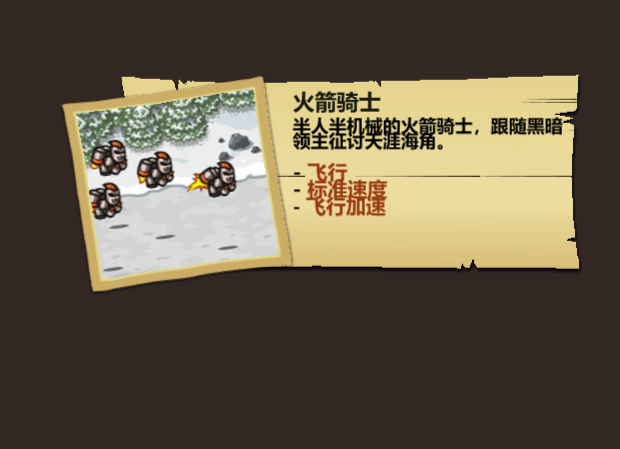 火箭骑士
半人半机械的火箭骑士，跟随黑暗
领主征讨天涯海角。
- 飞行
- 标准速度
- 飞行加速